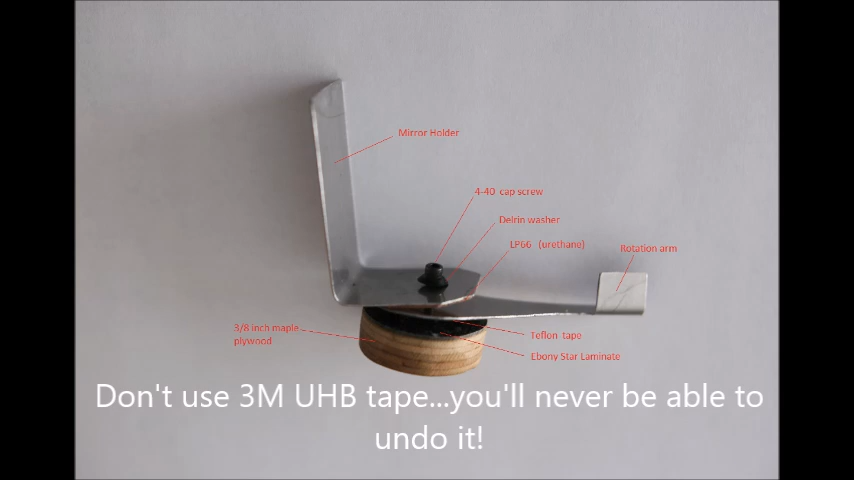 Mirror Holder
4-40 cap screw
Delrin washer
LP66 (urethane)
Rotation arm
3/8 inch maple
plywood
Teflon tape
Ebony Star Laminate
Don't use 3M UHB tape...you'll never be able to
undo it!